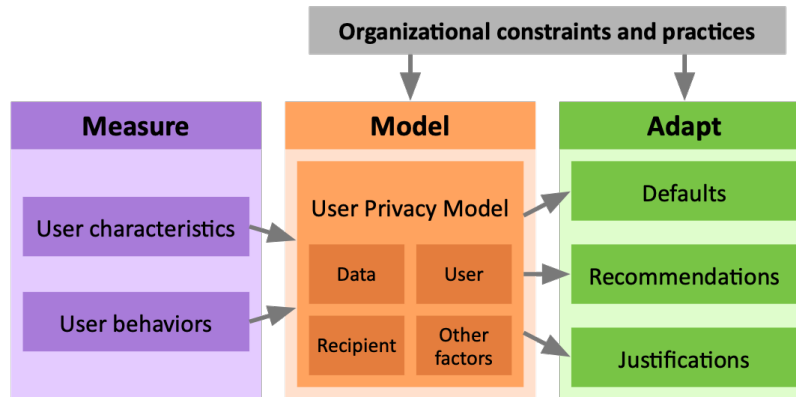 Organizational constraints and practices
Measure
Model
Adapt
User characteristics
User behaviors
User Privacy Model
Data
User
Recipient
Other
factors
Defaults
Recommendations
Justifications